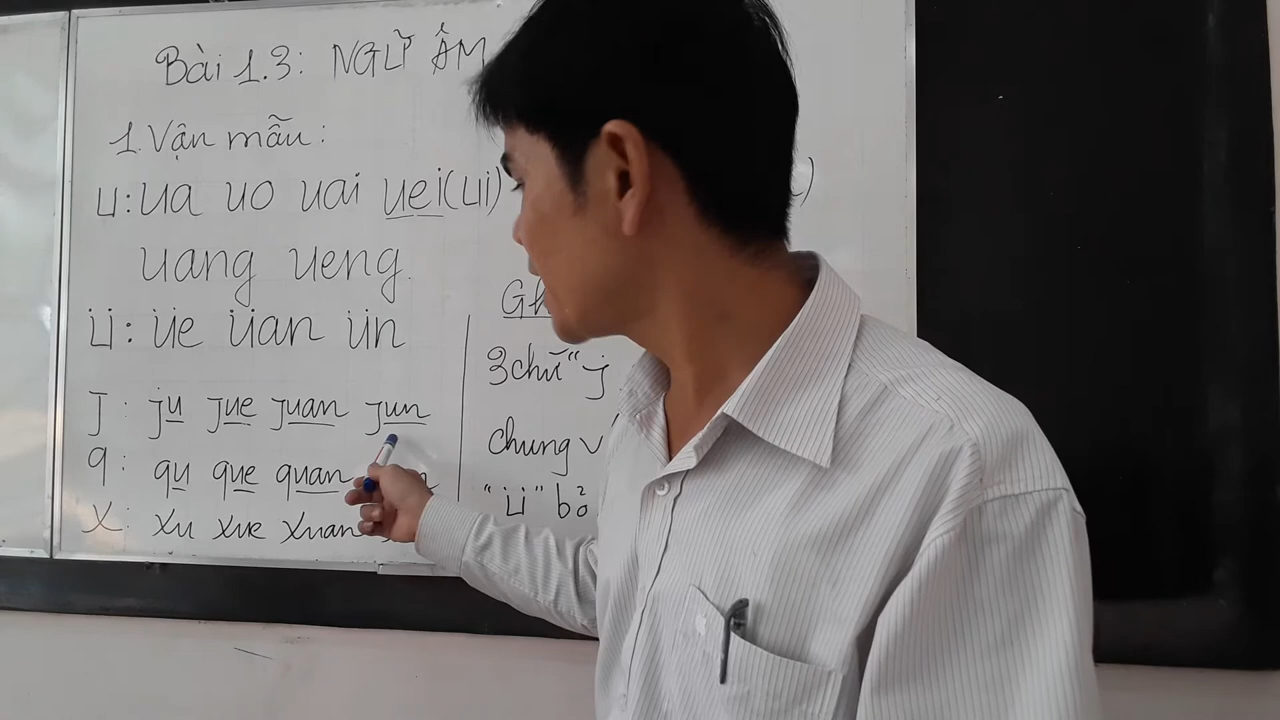 Bài 1.3: NGỮ ÂM
1. Vận mẫu:
u: ua uo uai uei(ui)
uang ueng.
ü: üe üan ün
j: ju jue juan jun
q: qu que quan
x: xu xue xuan
3 chữ "j
chung
"ü" bỏ